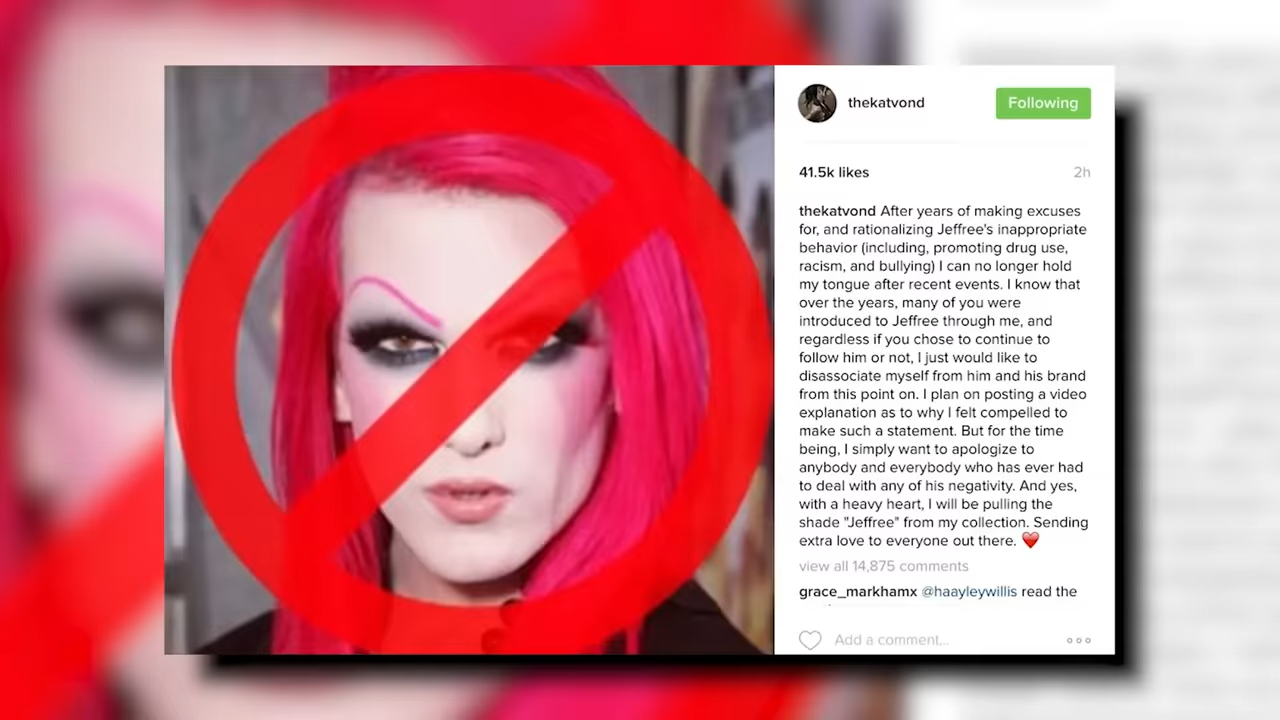 thekatvond
Following
41.5k likes
2h
thekatvond After years of making excuses
for, and rationalizing Jeffree's inappropriate
behavior (including, promoting drug use,
racism, and bullying) I can no longer hold
my tongue after recent events. I know that
over the years, many of you were
introduced to Jeffree through me, and
regardless if you chose to continue to
follow him or not, I just would like to
disassociate myself from him and his brand
from this point on. I plan on posting a video
explanation as to why I felt compelled to
make such a statement. But for the time
being, I simply want to apologize to
anybody and everybody who has ever had
to deal with any of his negativity. And yes,
with a heavy heart, I will be pulling the
shade "Jeffree" from my collection. Sending
extra love to everyone out there. ❤️
view all 14,875 comments
grace_markhamx @haayleywillis read the
Add a comment...